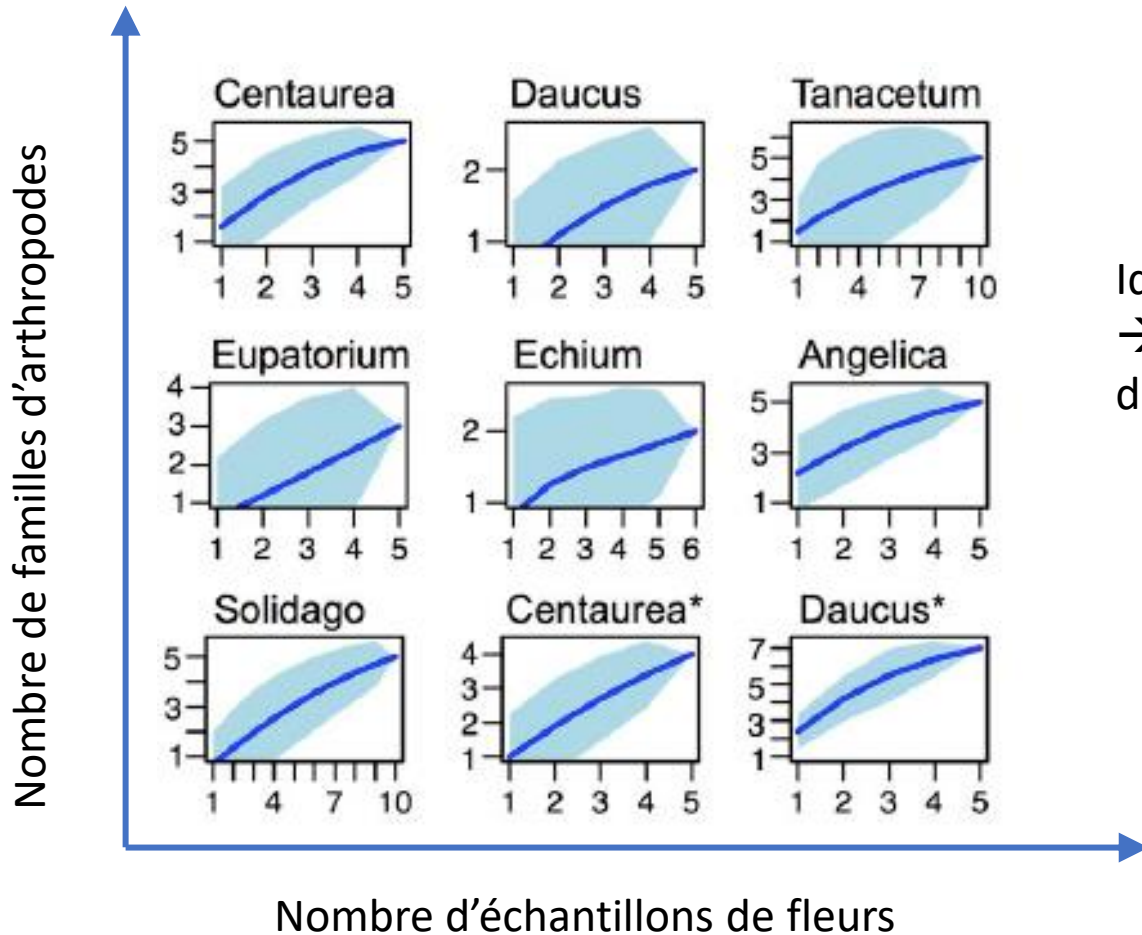 Nombre de familles d'arthropodes
Centaurea
5
3
1
1 2 3 4 5
Daucus
2
1
1 2 3 4 5
Tanacetum
5
3
1
1 4 7 10
Eupatorium
4
3
2
1
1 2 3 4 5
Echium
2
1
1 2 3 4 5 6
Angelica
5
3
1
1 2 3 4 5
Solidago
5
3
1
1 4 7 10
Centaurea*
4
3
2
1
1 2 3 4 5
Daucus*
7
5
3
1
1 2 3 4 5
Nombre d'échantillons de fleurs
→